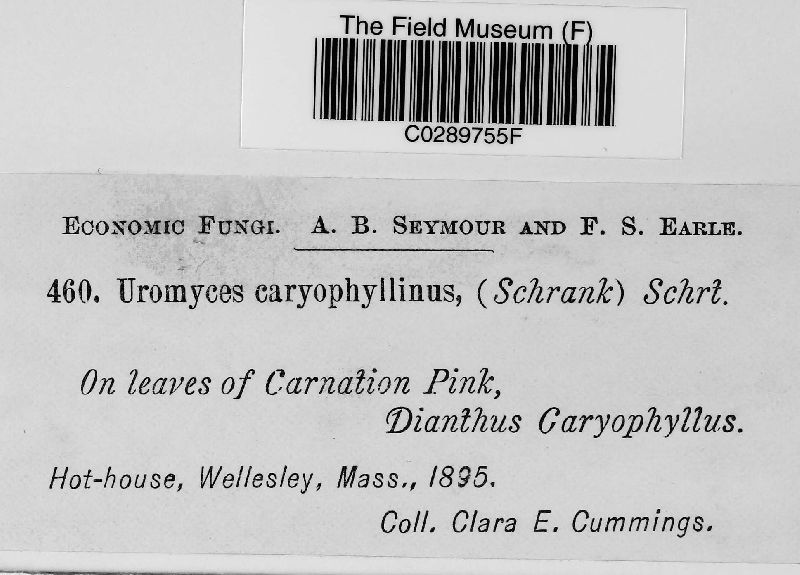 The Field Museum (F)
C0289755F
Economic Fungi. A. B. Seymour and F. S. Earle.
460. Uromyces caryophyllinus, (Schrank) Schrt.
On leaves of Carnation Pink,
Dianthus Caryophyllus.
Hot-house, Wellesley, Mass., 1895.
Coll. Clara E. Cummings.